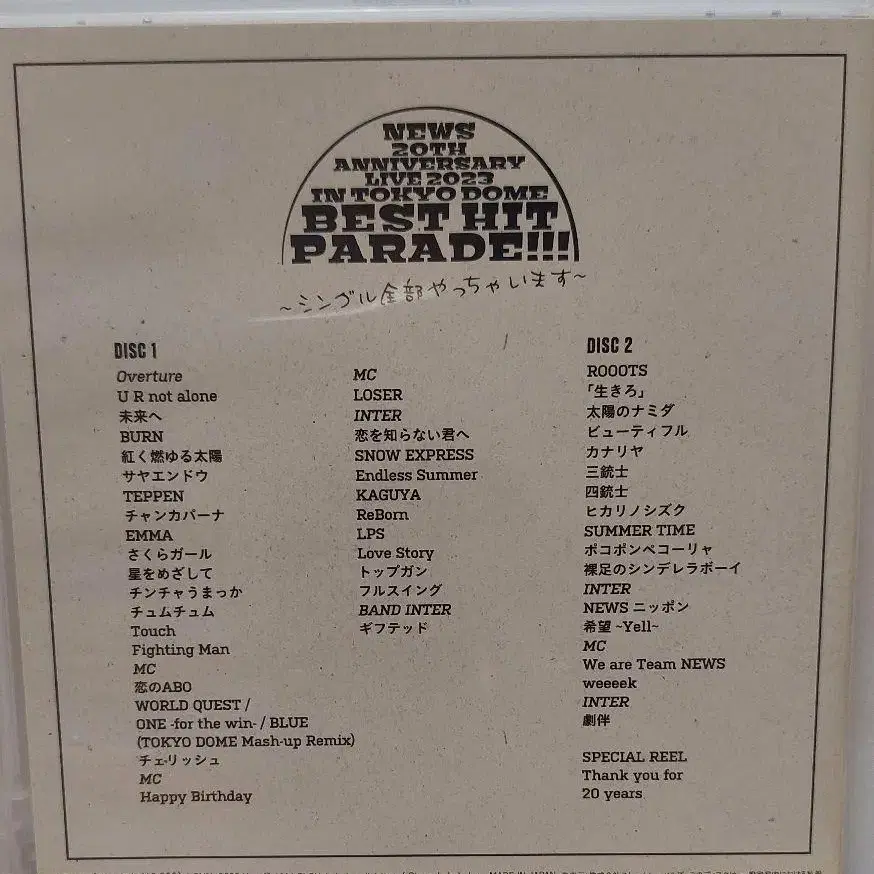 NEWS
20TH
ANNIVERSARY
LIVE 2023
IN TOKYO DOME
BEST HIT
PARADE!!!
~シングル全部やっちゃいます~
DISC 1
Overture
U R not alone
未来へ
BURN
紅く燃ゆる太陽
サヤエンドウ
TEPPEN
チャンカパーナ
EMMA
さくらガール
星をめざして
チンチャうまっか
チュムチュム
Touch
Fighting Man
MC
恋のABO
WORLD QUEST /
ONE -for the win- / BLUE
(TOKYO DOME Mash-up Remix)
チェリッシュ
MC
Happy Birthday
MC
LOSER
INTER
恋を知らない君へ
SNOW EXPRESS
Endless Summer
KAGUYA
ReBorn
LPS
Love Story
トップガン
フルスイング
BAND INTER
ギフテッド
DISC 2
ROOOTS
「生きろ」
太陽のナミダ
ビューティフル
カナリヤ
三銃士
四銃士
ヒカリノシズク
SUMMER TIME
ポコポンペコーリャ
裸足のシンデレラボーイ
INTER
NEWS ニッポン
希望 ~Yell~
MC
We are Team NEWS
weeeek
INTER
劇伴
SPECIAL REEL
Thank you for
20 years
MADE IN JAPAN